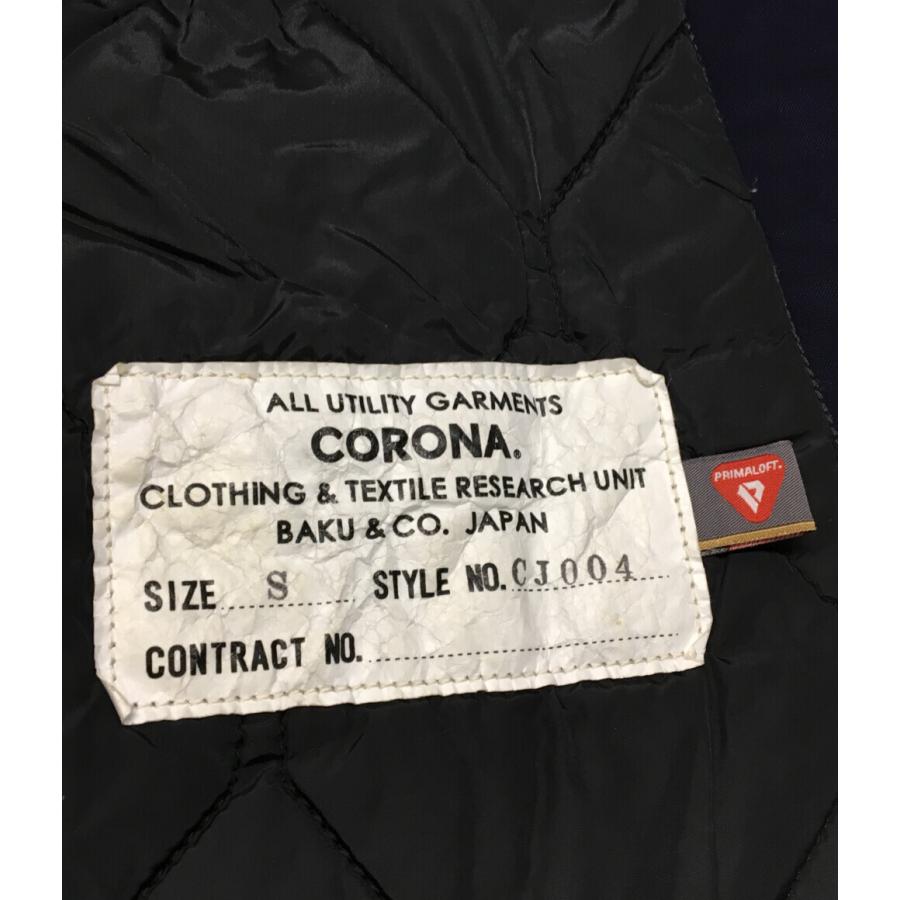 ALL UTILITY GARMENTS
CORONA®
CLOTHING & TEXTILE RESEARCH UNIT
BAKU & CO. JAPAN
SIZE S STYLE NO. CJ004
CONTRACT NO.
PRIMALOFT®